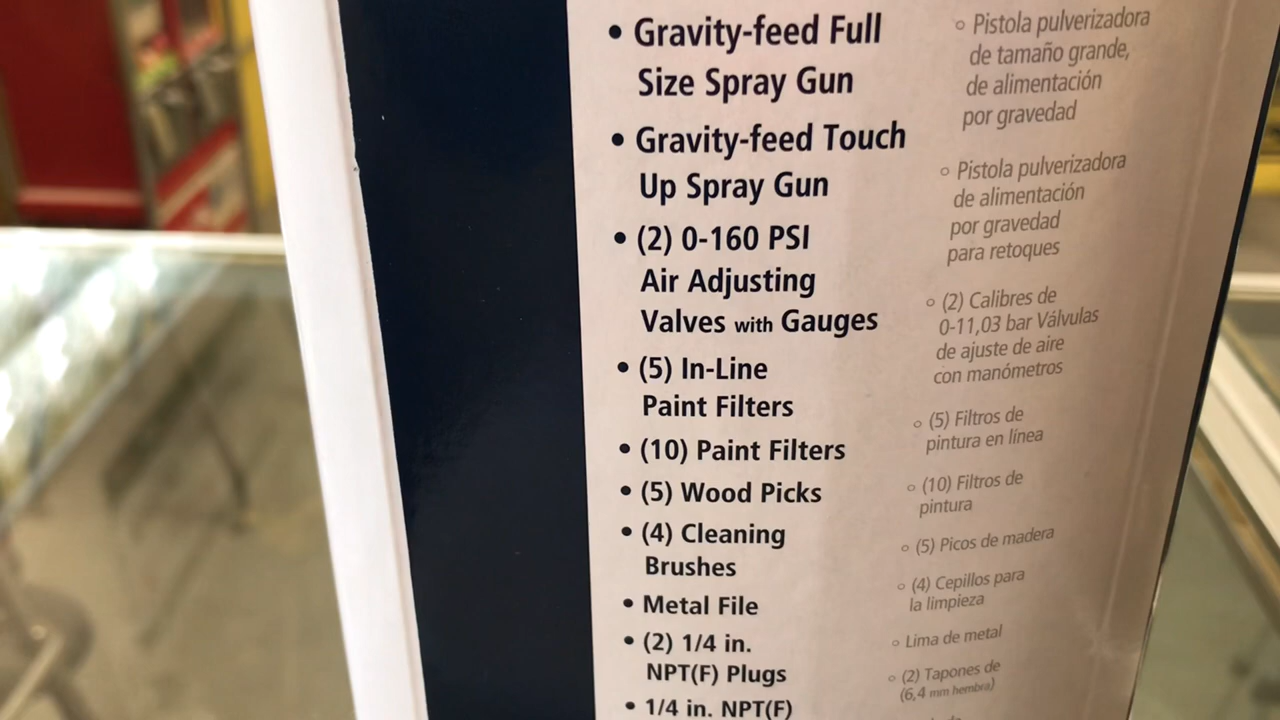 • Gravity-feed Full
Size Spray Gun
• Gravity-feed Touch
Up Spray Gun
• (2) 0-160 PSI
Air Adjusting
Valves with Gauges
• (5) In-Line
Paint Filters
• (10) Paint Filters
• (5) Wood Picks
• (4) Cleaning
Brushes
• Metal File
• (2) 1/4 in.
NPT(F) Plugs
• 1/4 in. NPT(F)
◦ Pistola pulverizadora
de tamaño grande,
de alimentación
por gravedad
◦ Pistola pulverizadora
de alimentación
por gravedad
para retoques
◦ (2) Calibres de
0-11,03 bar Válvulas
de ajuste de aire
con manómetros
◦ (5) Filtros de
pintura en línea
◦ (10) Filtros de
pintura
◦ (5) Picos de madera
◦ (4) Cepillos para
la limpieza
◦ Lima de metal
◦ (2) Tapones de
(6,4 mm hembra)